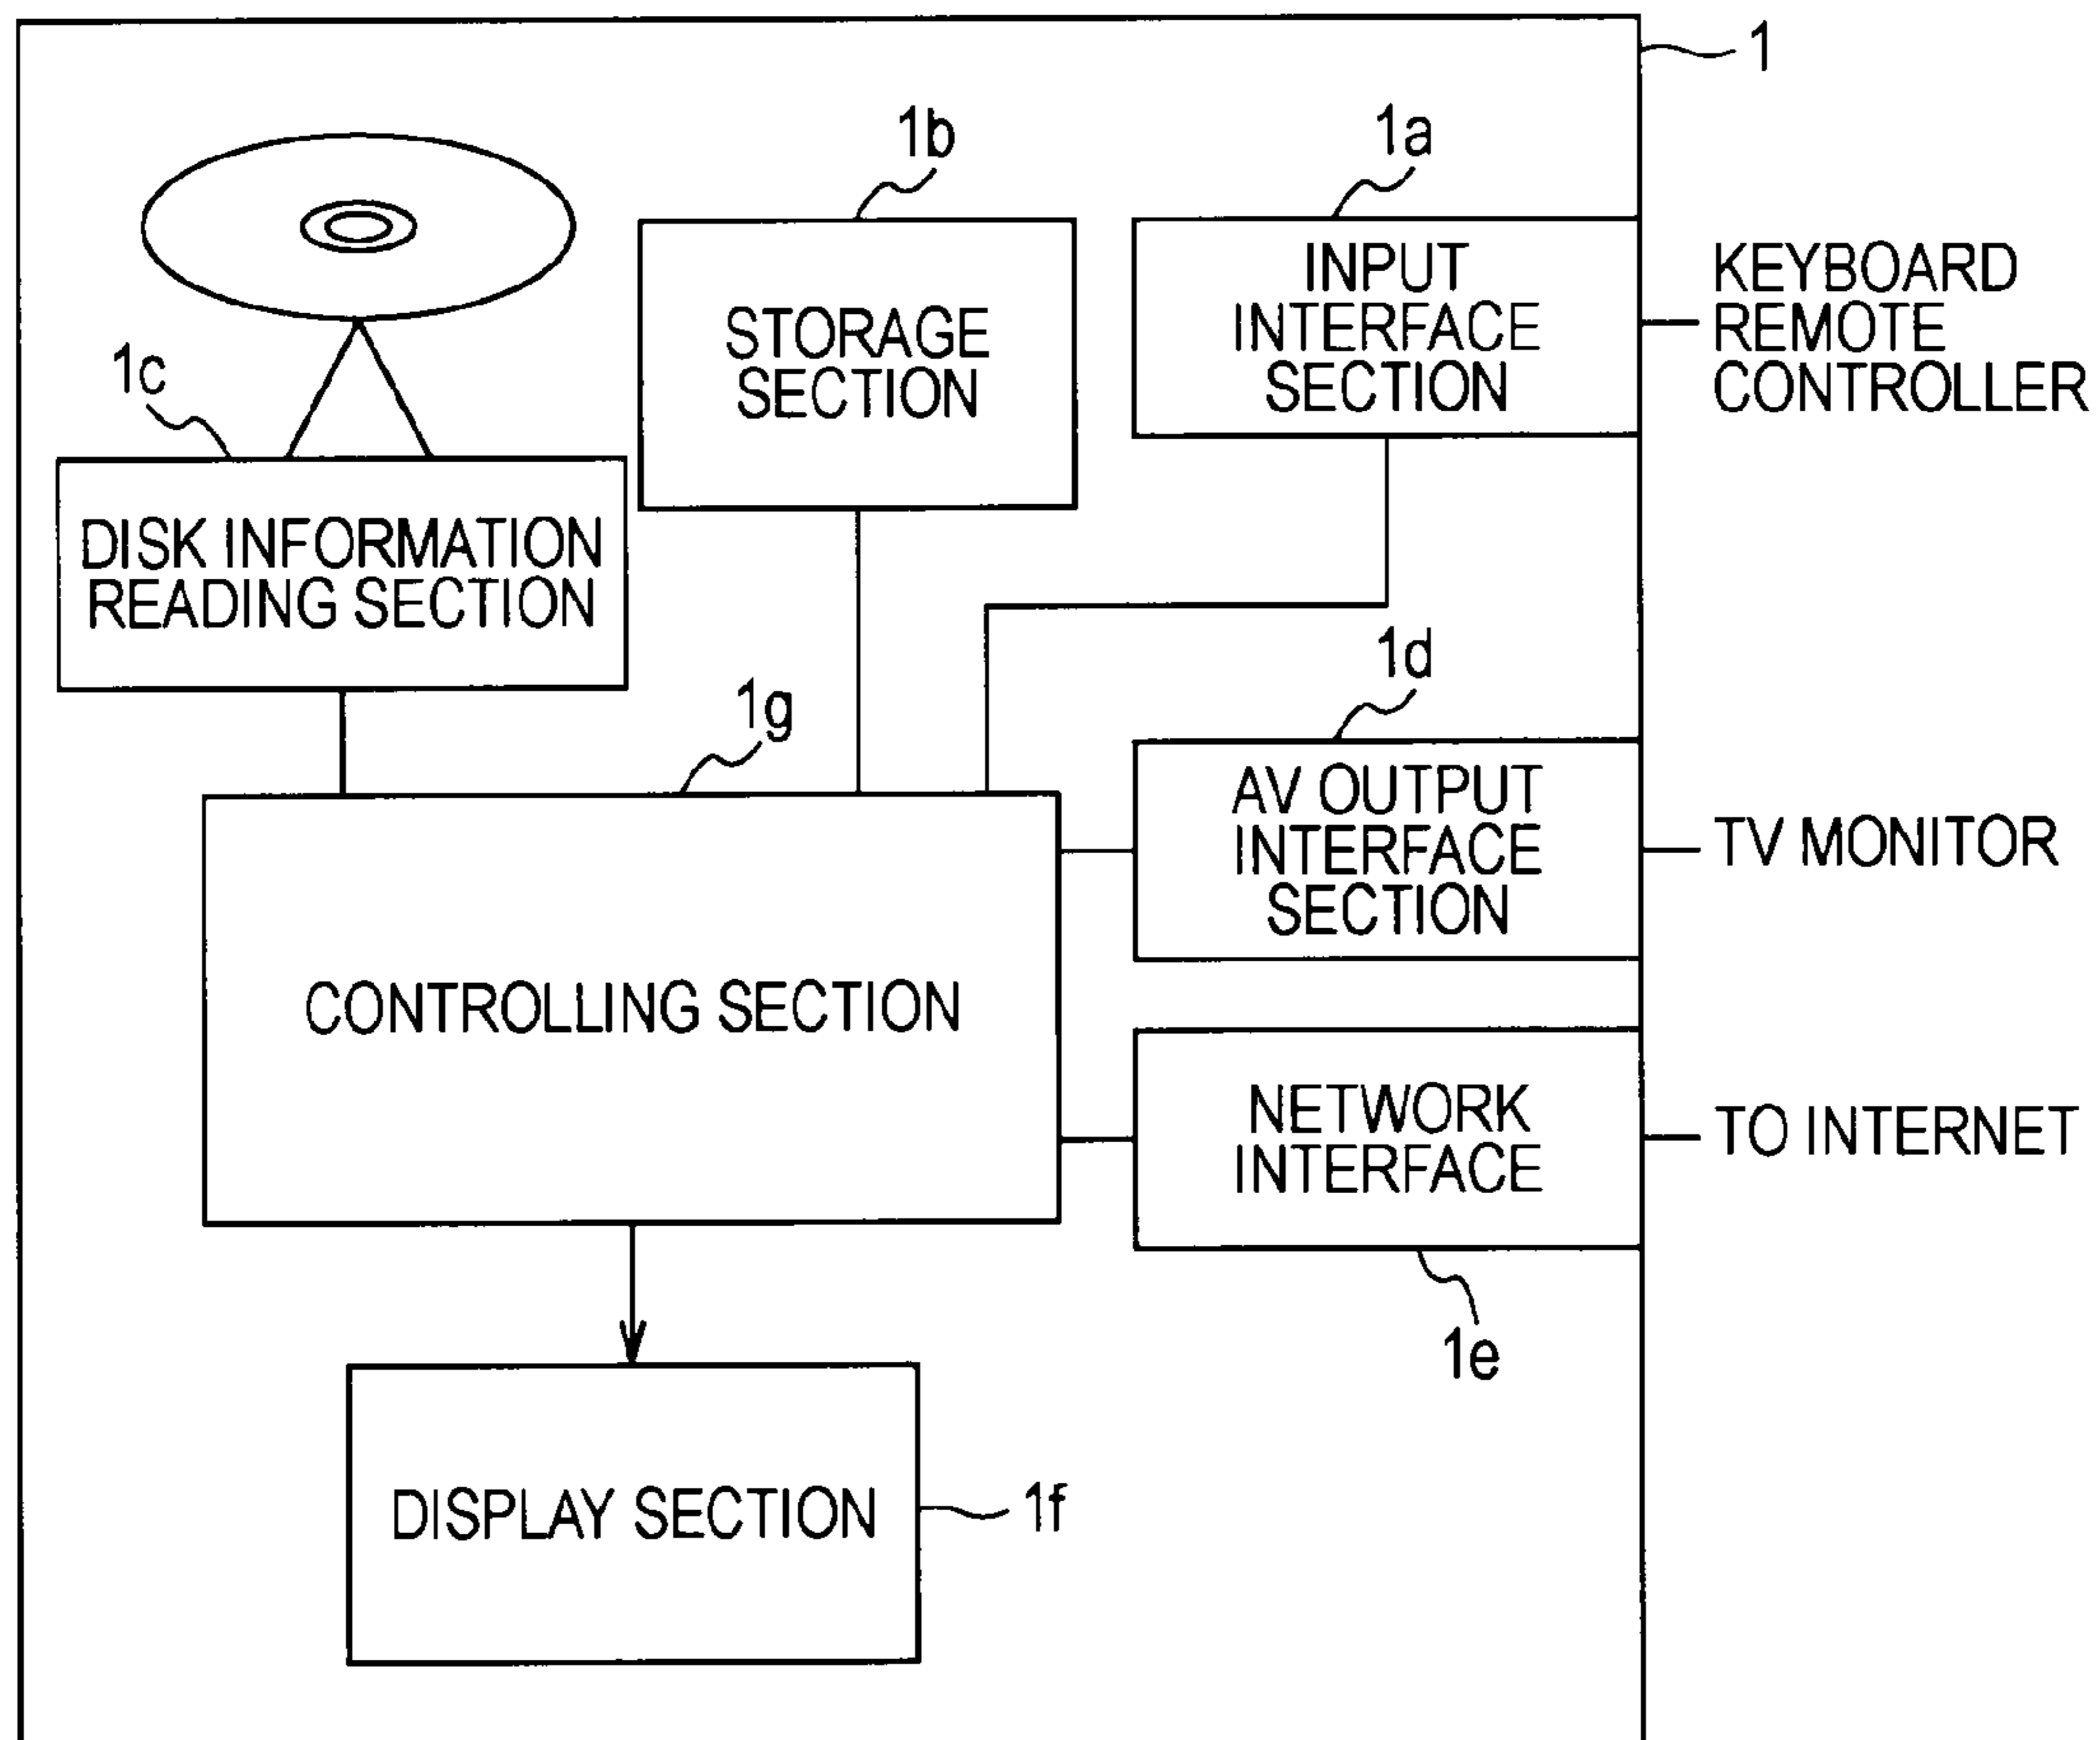 1
1b
1a
INPUT
INTERFACE
SECTION
KEYBOARD
REMOTE
CONTROLLER
STORAGE
SECTION
1c
DISK INFORMATION
READING SECTION
1d
1g
AV OUTPUT
INTERFACE
SECTION
TV MONITOR
CONTROLLING SECTION
NETWORK
INTERFACE
TO INTERNET
1e
DISPLAY SECTION
1f